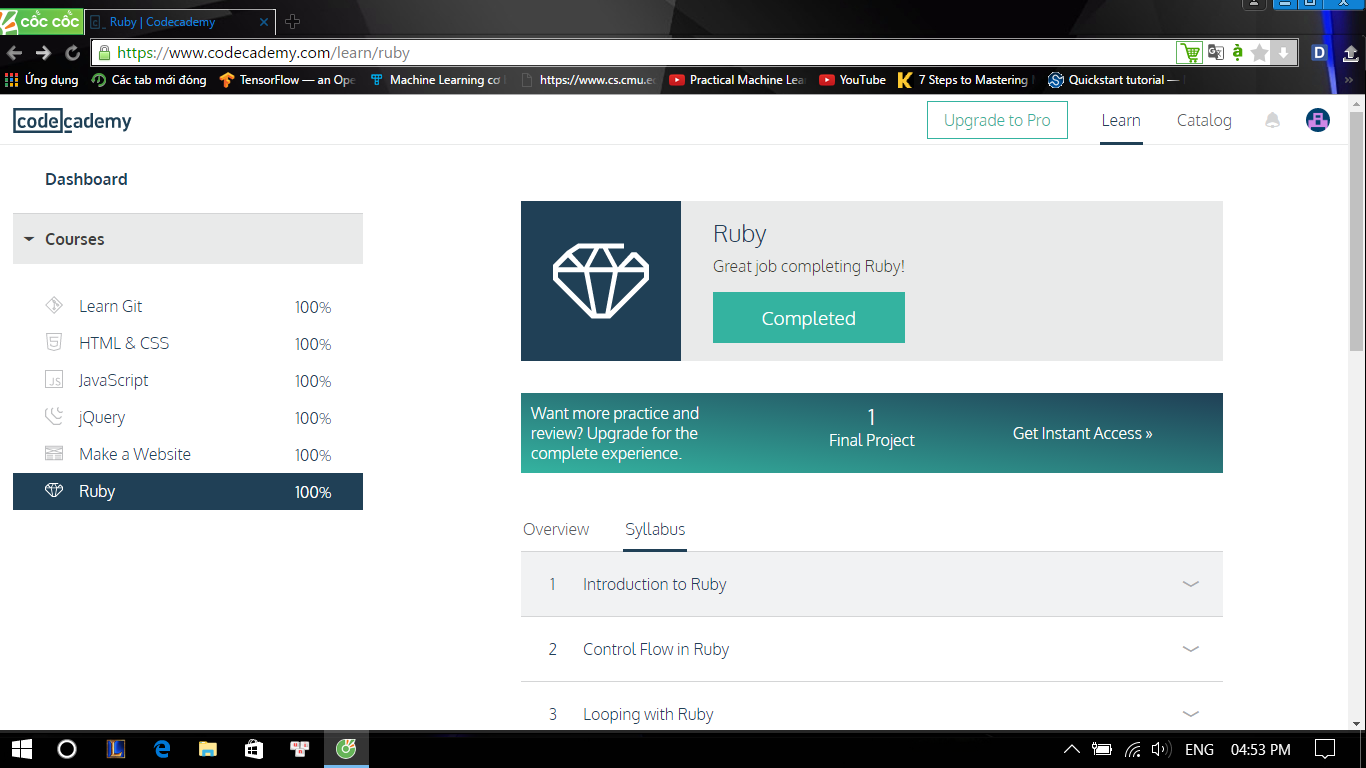 cốc cốc
Ruby | Codecademy
https://www.codecademy.com/learn/ruby
Ứng dụng Các tab mới đóng TensorFlow — an Ope Machine Learning cơ https://www.cs.cmu.ec Practical Machine Lea YouTube 7 Steps to Mastering Quickstart tutorial — »
codecademy
Upgrade to Pro Learn Catalog
Dashboard
Courses
Learn Git 100%
HTML & CSS 100%
JavaScript 100%
jQuery 100%
Make a Website 100%
Ruby 100%
Ruby
Great job completing Ruby!
Completed
Want more practice and
review? Upgrade for the
complete experience.
1
Final Project
Get Instant Access »
Overview Syllabus
1 Introduction to Ruby
2 Control Flow in Ruby
3 Looping with Ruby
ENG 04:53 PM